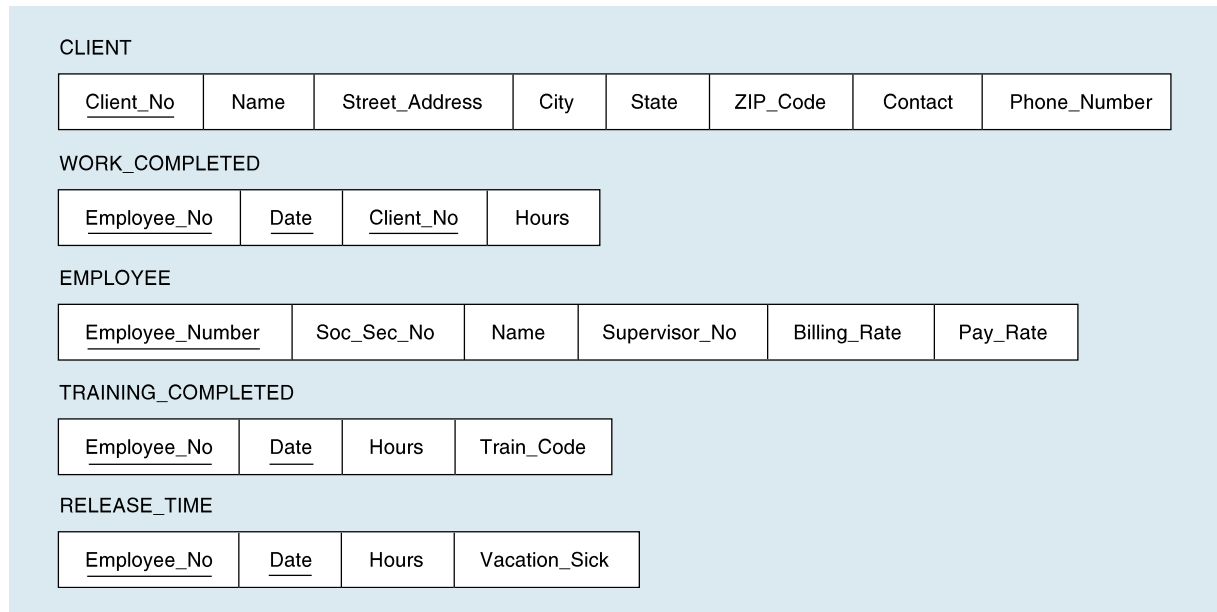 CLIENT
Client_No Name Street_Address City State ZIP_Code Contact Phone_Number
WORK_COMPLETED
Employee_No Date Client_No Hours
EMPLOYEE
Employee_Number Soc_Sec_No Name Supervisor_No Billing_Rate Pay_Rate
TRAINING_COMPLETED
Employee_No Date Hours Train_Code
RELEASE_TIME
Employee_No Date Hours Vacation_Sick